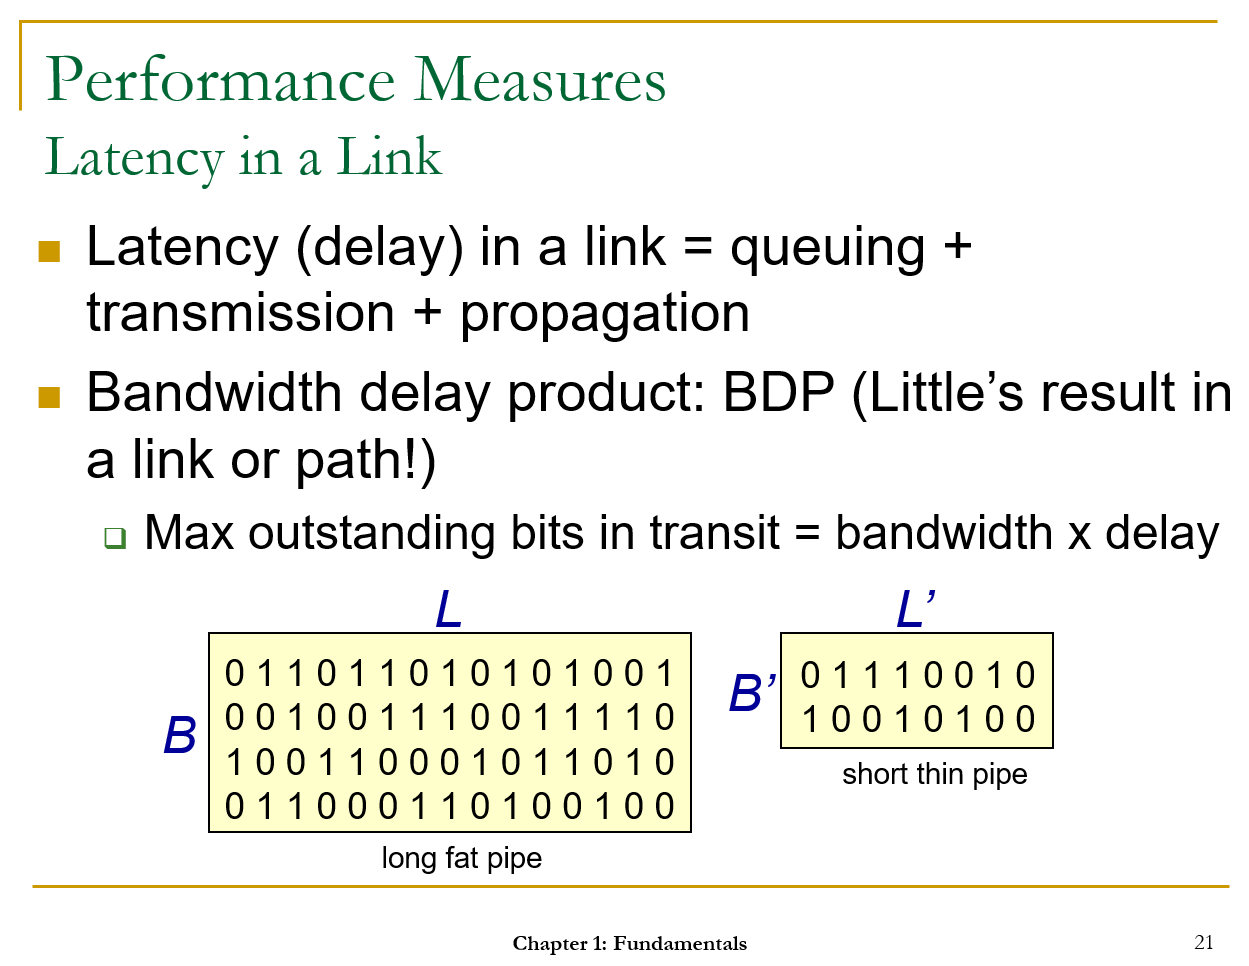 Performance Measures
Latency in a Link
Latency (delay) in a link = queuing +
transmission + propagation
Bandwidth delay product: BDP (Little’s result in
a link or path!)
Max outstanding bits in transit = bandwidth x delay
L
B
0 1 1 0 1 1 0 1 0 1 0 1 0 0 1
0 0 1 0 0 1 1 1 0 0 1 1 1 1 0
1 0 0 1 1 0 0 0 1 0 1 1 0 1 0
0 1 1 0 0 0 1 1 0 1 0 0 1 0 0
long fat pipe
L’
B’
0 1 1 1 0 0 1 0
1 0 0 1 0 1 0 0
short thin pipe
Chapter 1: Fundamentals
21